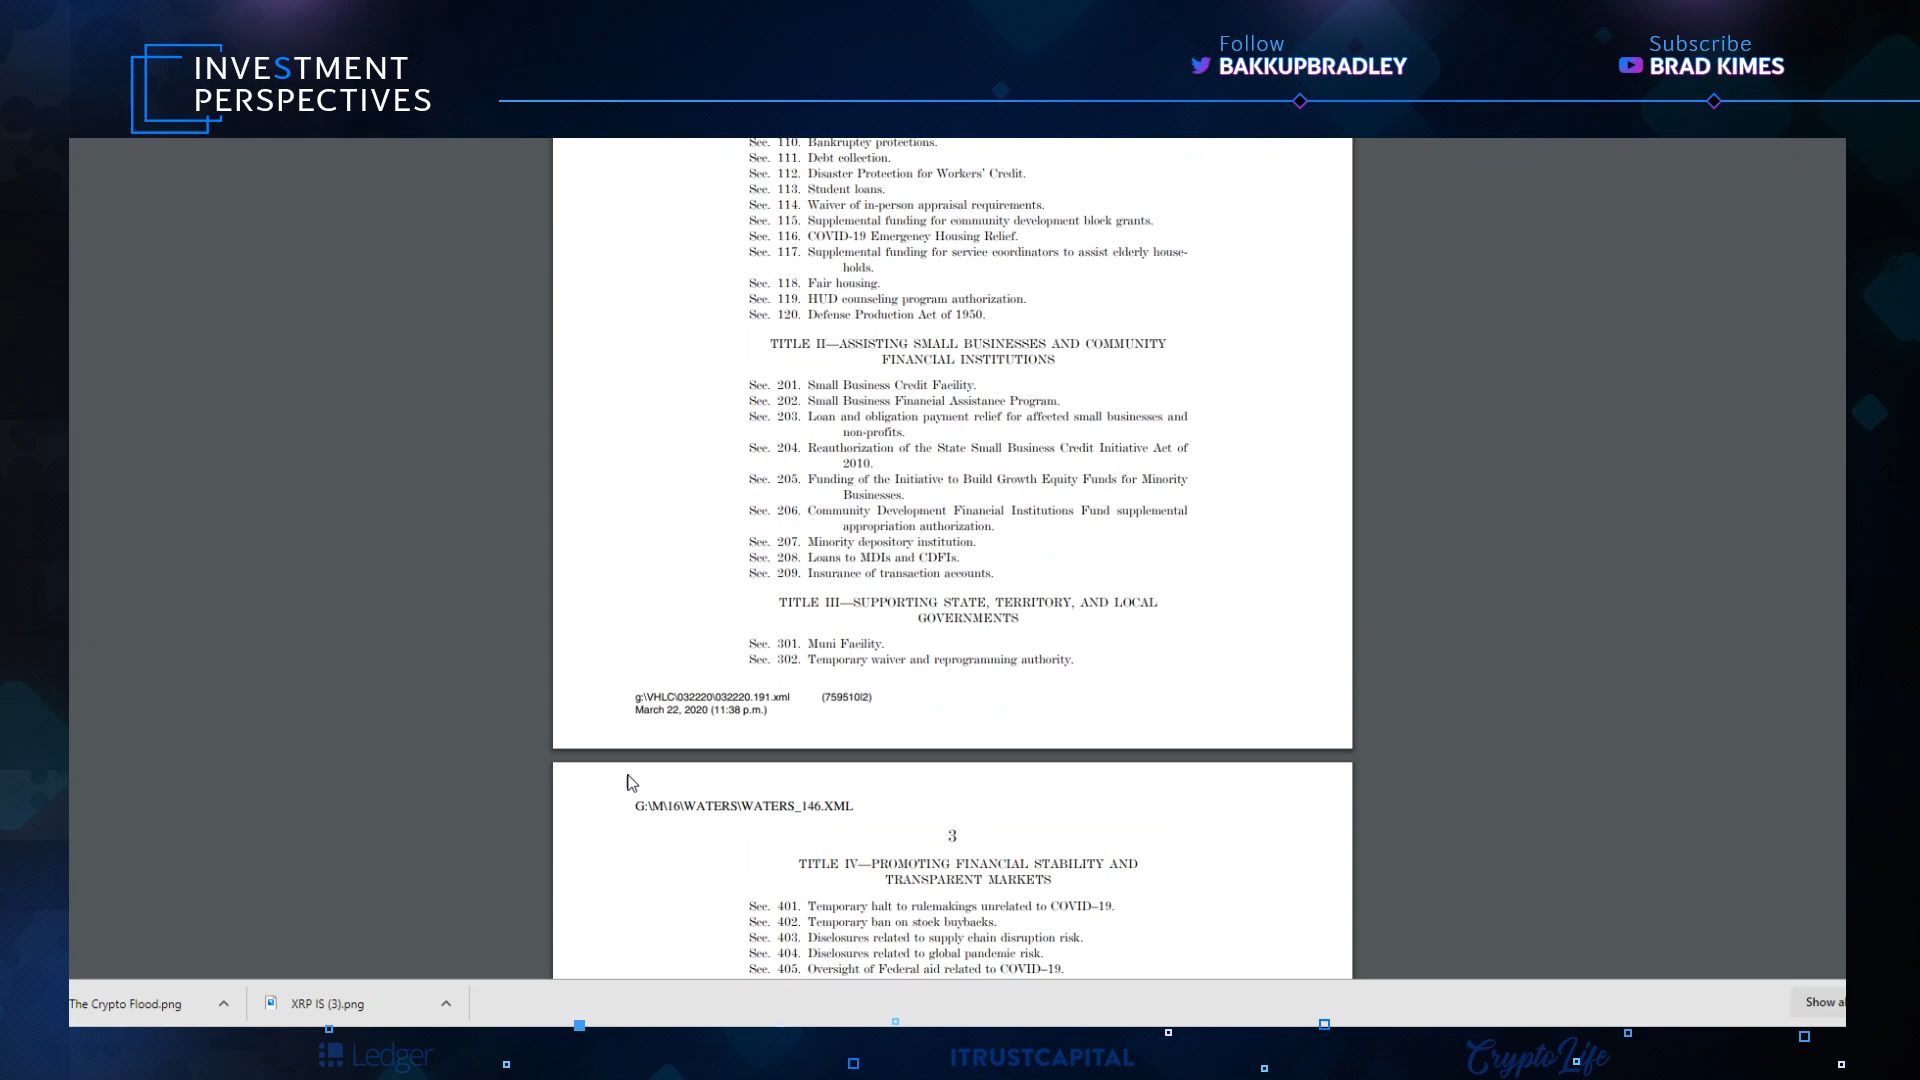 INVESTMENT
PERSPECTIVES
Follow
BAKKUPBRADLEY
Subscribe
BRAD KIMES
Sec. 110. Bankruptcy protections.
Sec. 111. Debt collection.
Sec. 112. Disaster Protection for Workers' Credit.
Sec. 113. Student loans.
Sec. 114. Waiver of in-person appraisal requirements.
Sec. 115. Supplemental funding for community development block grants.
Sec. 116. COVID-19 Emergency Housing Relief.
Sec. 117. Supplemental funding for service coordinators to assist elderly house-
holds.
Sec. 118. Fair housing.
Sec. 119. HUD counseling program authorization.
Sec. 120. Defense Production Act of 1950.
TITLE II—ASSISTING SMALL BUSINESSES AND COMMUNITY
FINANCIAL INSTITUTIONS
Sec. 201. Small Business Credit Facility.
Sec. 202. Small Business Financial Assistance Program.
Sec. 203. Loan and obligation payment relief for affected small businesses and
non-profits.
Sec. 204. Reauthorization of the State Small Business Credit Initiative Act of
2010.
Sec. 205. Funding of the Initiative to Build Growth Equity Funds for Minority
Businesses.
Sec. 206. Community Development Financial Institutions Fund supplemental
appropriation authorization.
Sec. 207. Minority depository institution.
Sec. 208. Loans to MDIs and CDFIs.
Sec. 209. Insurance of transaction accounts.
TITLE III—SUPPORTING STATE, TERRITORY, AND LOCAL
GOVERNMENTS
Sec. 301. Muni Facility.
Sec. 302. Temporary waiver and reprogramming authority.
g:\VHLC\032220\032220.191.xml (759510|2)
March 22, 2020 (11:38 p.m.)
G:\M\16\WATERS\WATERS_146.XML
3
TITLE IV—PROMOTING FINANCIAL STABILITY AND
TRANSPARENT MARKETS
Sec. 401. Temporary halt to rulemakings unrelated to COVID–19.
Sec. 402. Temporary ban on stock buybacks.
Sec. 403. Disclosures related to supply chain disruption risk.
Sec. 404. Disclosures related to global pandemic risk.
Sec. 405. Oversight of Federal aid related to COVID–19.
The Crypto Flood.png
XRP IS (3).png
Show al
Ledger
ITRUSTCAPITAL
CryptoLife